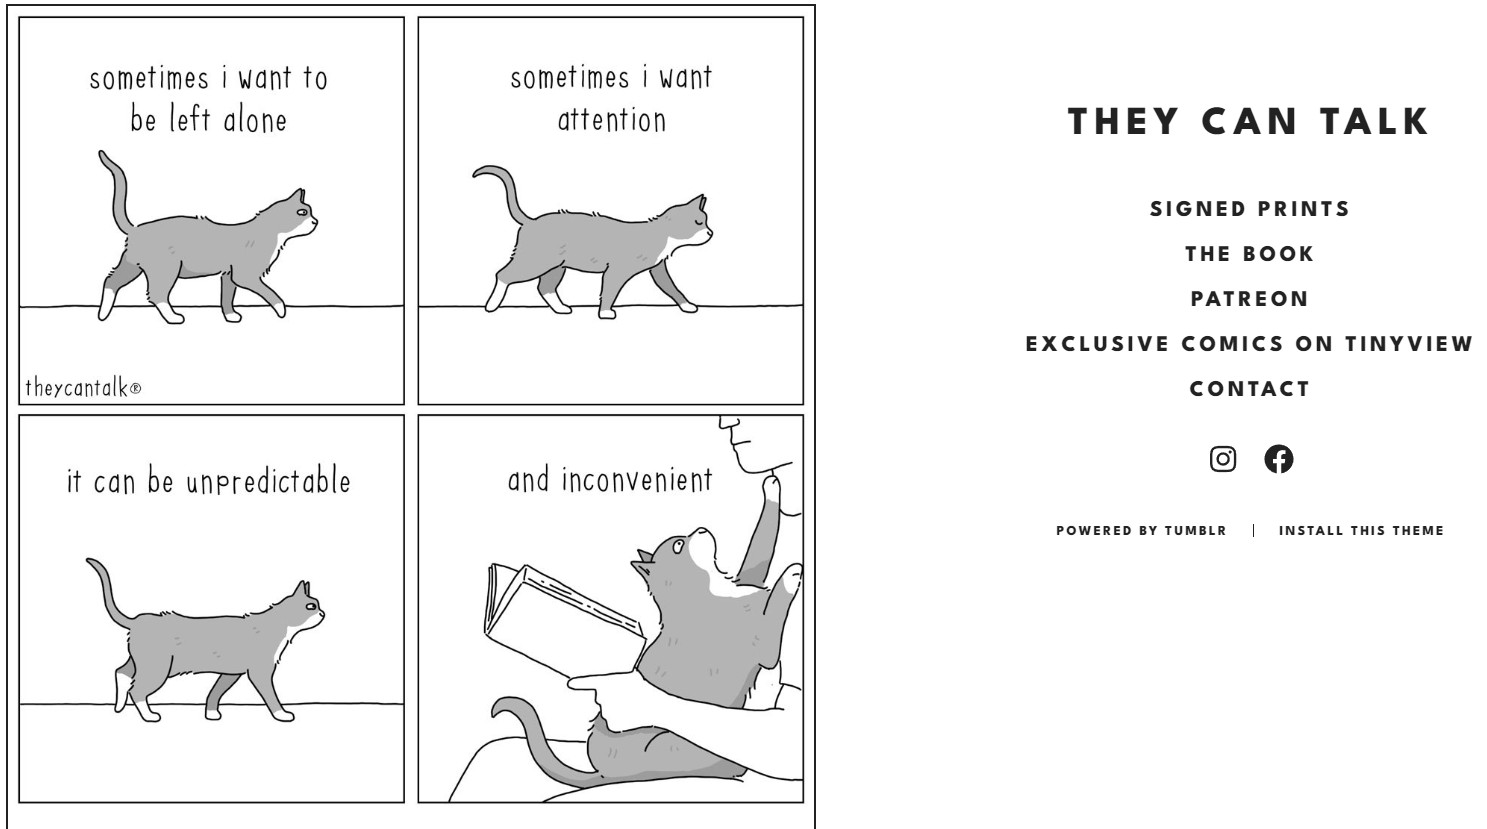 sometimes i want to
be left alone
theycantalk®
sometimes i want
attention
it can be unpredictable
and inconvenient
THEY CAN TALK
SIGNED PRINTS
THE BOOK
PATREON
EXCLUSIVE COMICS ON TINYVIEW
CONTACT
POWERED BY TUMBLR | INSTALL THIS THEME